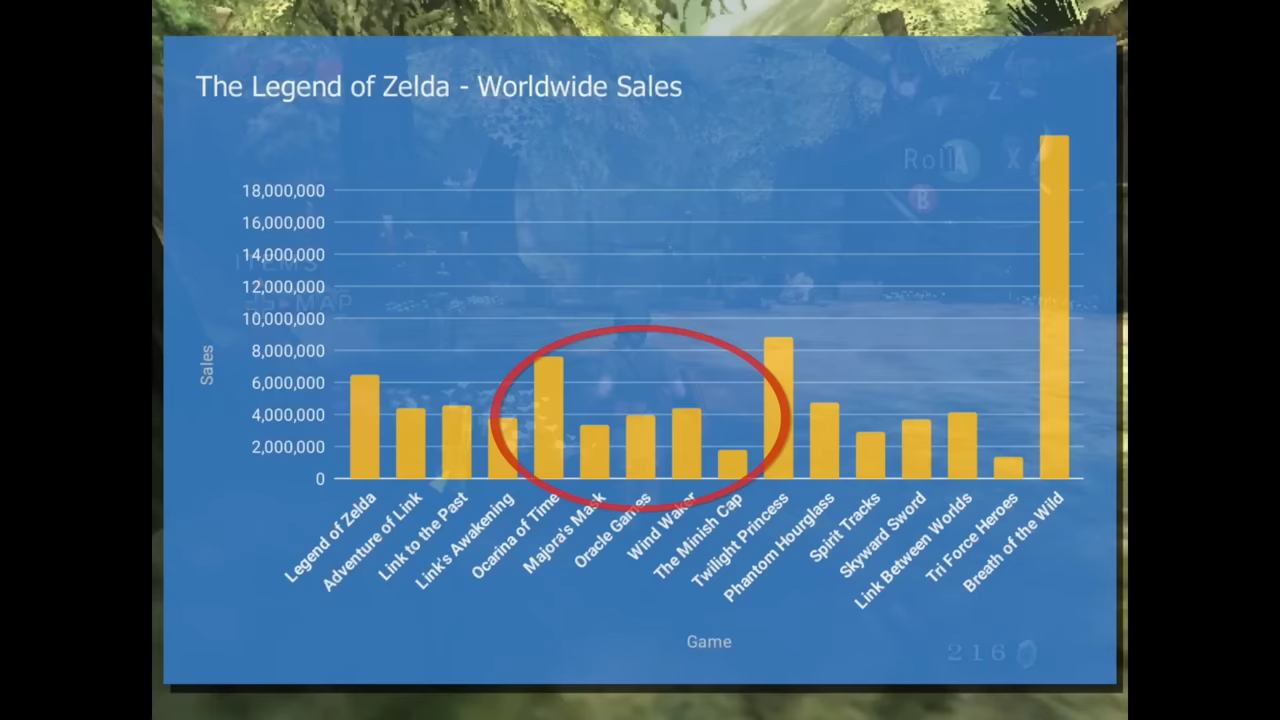 The Legend of Zelda - Worldwide Sales
Z
Roll A X
B
18,000,000
16,000,000
14,000,000
ITEMS
12,000,000
MAP
10,000,000
8,000,000
6,000,000
4,000,000
2,000,000
0
Sales
Legend of Zelda
Adventure of Link
Link to the Past
Link's Awakening
Ocarina of Time
Majora's Mask
Oracle Games
Wind Waker
The Minish Cap
Twilight Princess
Phantom Hourglass
Spirit Tracks
Skyward Sword
Link Between Worlds
Tri Force Heroes
Breath of the Wild
Game
216